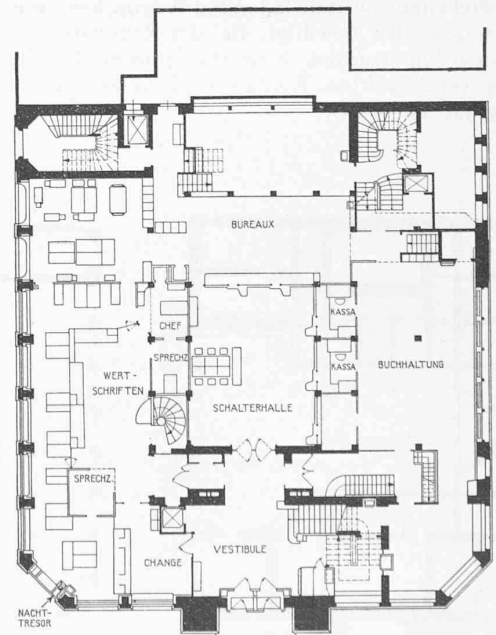 BUREAUX
KASSA
CHEF
SPRECHZ
KASSA
BUCHHALTUNG
WERT-
SCHRIFTEN
SCHALTERHALLE
SPRECHZ.
CHANGE
VESTIBULE
NACHT-
TRESOR